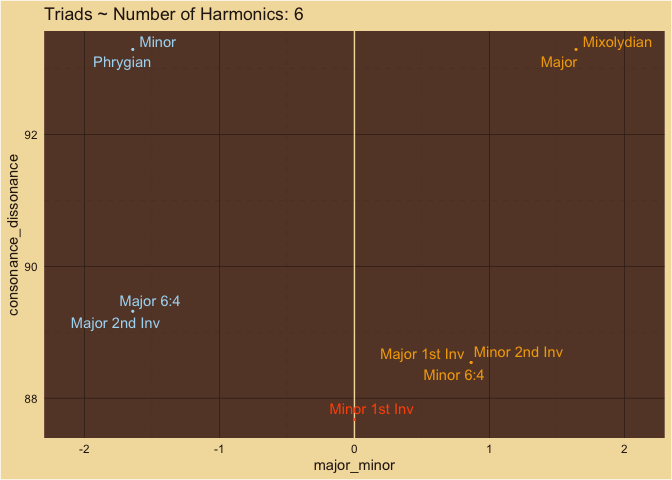 Triads ~ Number of Harmonics: 6
Minor
Mixolydian
Phrygian
Major
92
consonance_dissonance
90
Major 6:4
Major 2nd Inv
Major 1st Inv
Minor 2nd Inv
Minor 6:4
88
Minor 1st Inv
-2
-1
0
1
2
major_minor